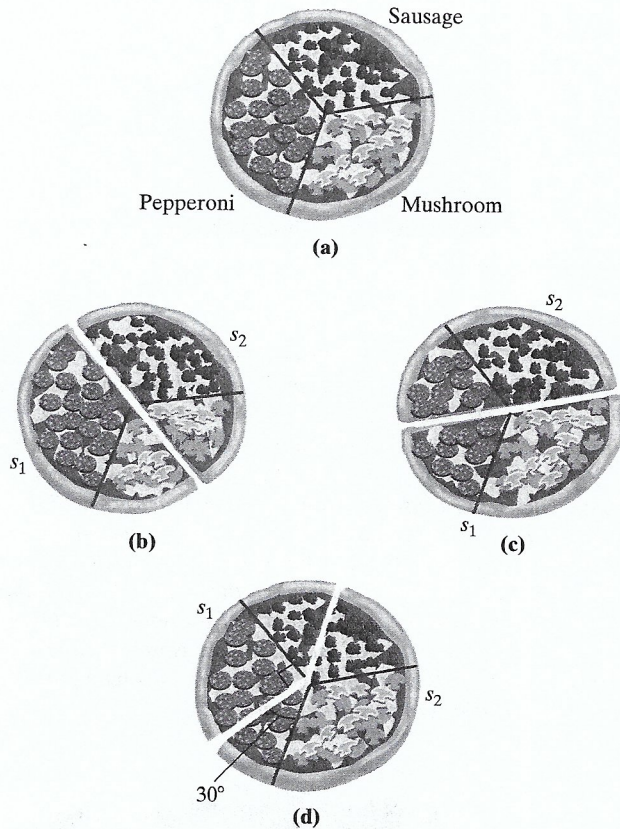 Sausage
Pepperoni
Mushroom
(a)
s₂
s₁
(b)
s₂
s₁
(c)
s₁
s₂
30°
(d)